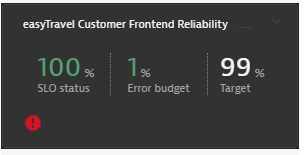 easyTravel Customer Frontend Reliability
100 % 1 % 99 %
SLO status Error budget Target